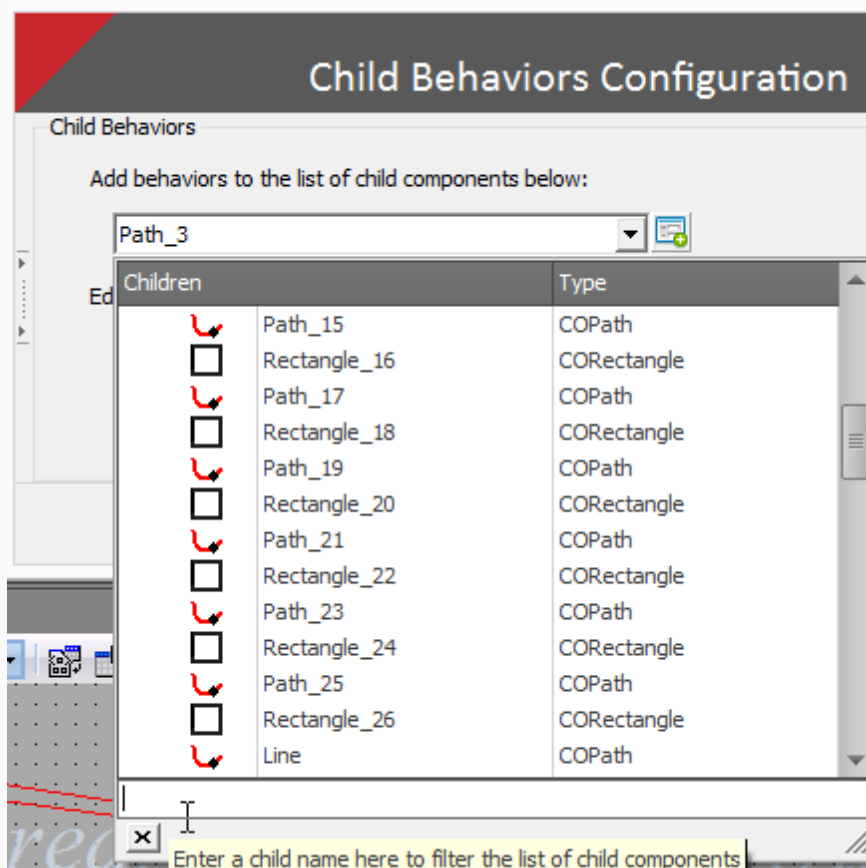 Child Behaviors Configuration
Child Behaviors
Add behaviors to the list of child components below:
Path_3
Ed
Children Type
Path_15 COPath
Rectangle_16 CORectangle
Path_17 COPath
Rectangle_18 CORectangle
Path_19 COPath
Rectangle_20 CORectangle
Path_21 COPath
Rectangle_22 CORectangle
Path_23 COPath
Rectangle_24 CORectangle
Path_25 COPath
Rectangle_26 CORectangle
Line COPath
Enter a child name here to filter the list of child components